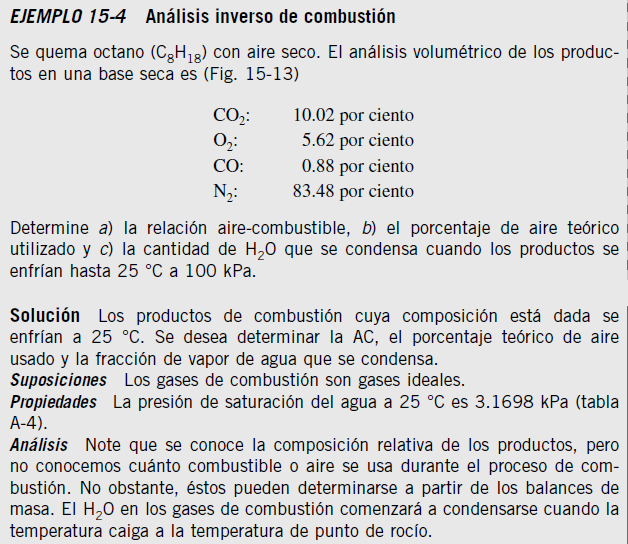 EJEMPLO 15-4 Análisis inverso de combustión
Se quema octano (C₈H₁₈) con aire seco. El análisis volumétrico de los produc-
tos en una base seca es (Fig. 15-13)
CO₂: 10.02 por ciento
O₂: 5.62 por ciento
CO: 0.88 por ciento
N₂: 83.48 por ciento
Determine a) la relación aire-combustible, b) el porcentaje de aire teórico
utilizado y c) la cantidad de H₂O que se condensa cuando los productos se
enfrían hasta 25 °C a 100 kPa.
Solución Los productos de combustión cuya composición está dada se
enfrían a 25 °C. Se desea determinar la AC, el porcentaje teórico de aire
usado y la fracción de vapor de agua que se condensa.
Suposiciones Los gases de combustión son gases ideales.
Propiedades La presión de saturación del agua a 25 °C es 3.1698 kPa (tabla
A-4).
Análisis Note que se conoce la composición relativa de los productos, pero
no conocemos cuánto combustible o aire se usa durante el proceso de com-
bustión. No obstante, éstos pueden determinarse a partir de los balances de
masa. El H₂O en los gases de combustión comenzará a condensarse cuando la
temperatura caiga a la temperatura de punto de rocío.